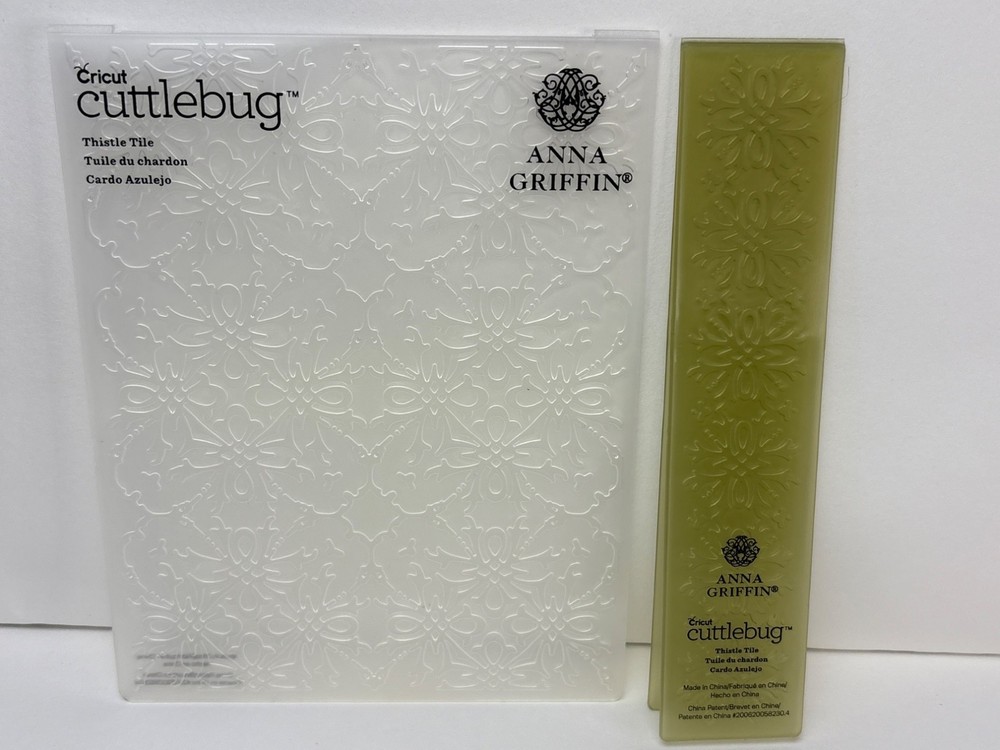 Cricut
cuttlebug™
Thistle Tile
Tuile du chardon
Cardo Azulejo
ANNA
GRIFFIN®
ANNA
GRIFFIN®
Cricut
cuttlebug™
Thistle Tile
Tuile du chardon
Cardo Azulejo
Made in China/Fabriqué en Chine/
Hecho en China
China Patent/Brevet en Chine/
Patente en China #200620058230.4